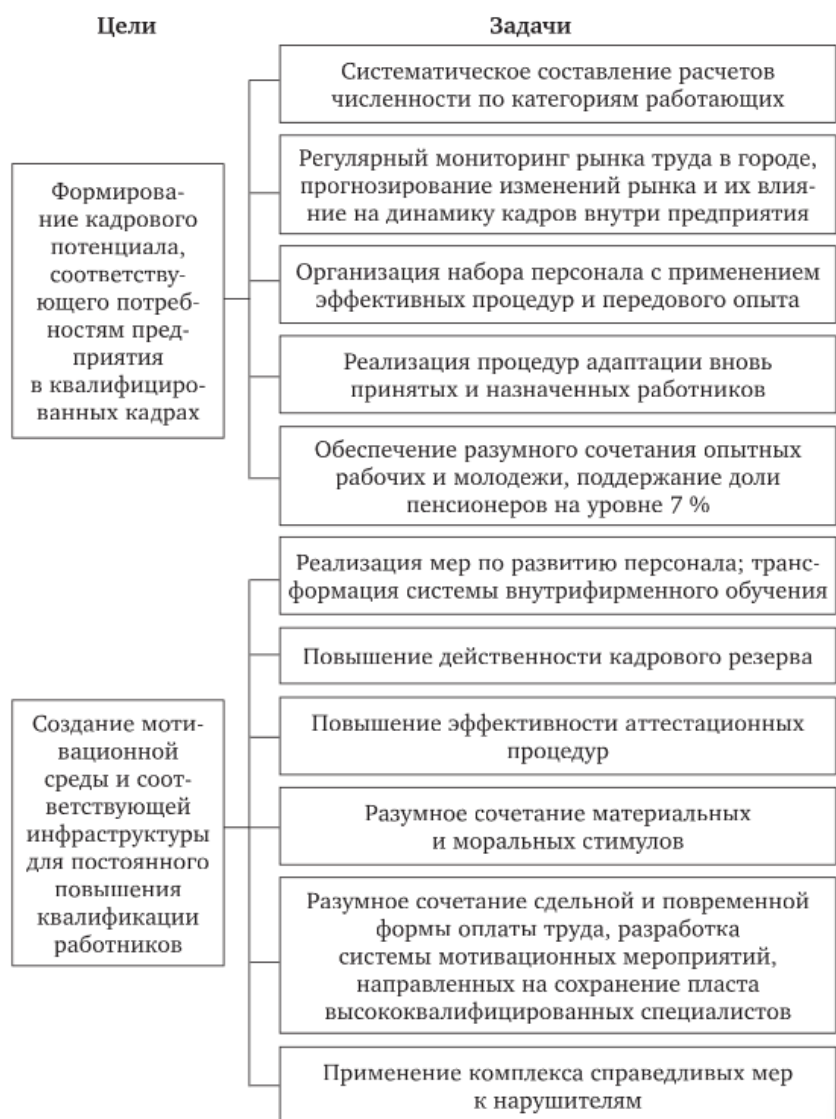 Цели
Задачи
Формирова-
ние кадрового
потенциала,
соответству-
ющего потреб-
ностям пред-
приятия
в квалифициро-
ванных кадрах
Систематическое составление расчетов
численности по категориям работающих
Регулярный мониторинг рынка труда в городе,
прогнозирование изменений рынка и их влия-
ние на динамику кадров внутри предприятия
Организация набора персонала с применением
эффективных процедур и передового опыта
Реализация процедур адаптации вновь
принятых и назначенных работников
Обеспечение разумного сочетания опытных
рабочих и молодежи, поддержание доли
пенсионеров на уровне 7 %
Создание моти-
вационной
среды и соот-
ветствующей
инфраструктуры
для постоянного
повышения
квалификации
работников
Реализация мер по развитию персонала; транс-
формация системы внутрифирменного обучения
Повышение действенности кадрового резерва
Повышение эффективности аттестационных
процедур
Разумное сочетание материальных
и моральных стимулов
Разумное сочетание сдельной и повременной
формы оплаты труда, разработка
системы мотивационных мероприятий,
направленных на сохранение пласта
высококвалифицированных специалистов
Применение комплекса справедливых мер
к нарушителям